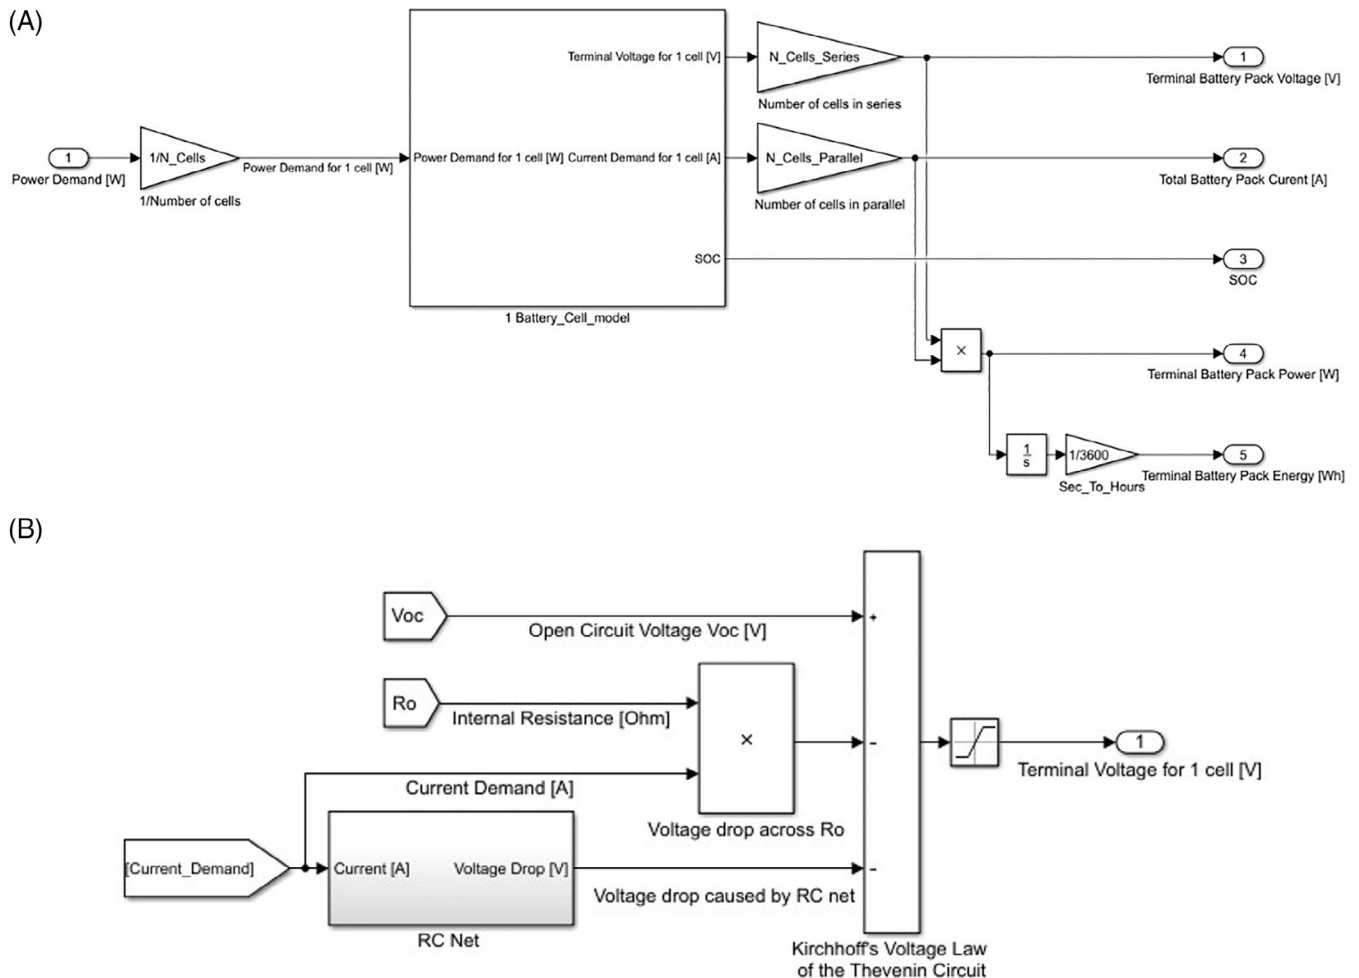 (A)
Terminal Voltage for 1 cell [V]
N_Cells_Series
1
Terminal Battery Pack Voltage [V]
Number of cells in series
1
Power Demand [W]
1/N_Cells
1/Number of cells
Power Demand for 1 cell [W]
Power Demand for 1 cell [W]
Current Demand for 1 cell [A]
N_Cells_Parallel
Number of cells in parallel
2
Total Battery Pack Curent [A]
SOC
3
SOC
1 Battery_Cell_model
×
4
Terminal Battery Pack Power [W]
1
s
1/3600
Sec_To_Hours
5
Terminal Battery Pack Energy [Wh]
(B)
Voc
Open Circuit Voltage Voc [V]
+
Ro
Internal Resistance [Ohm]
×
-
Current Demand [A]
Voltage drop across Ro
1
Terminal Voltage for 1 cell [V]
[Current_Demand]
Current [A]
Voltage Drop [V]
-
Voltage drop caused by RC net
RC Net
Kirchhoff's Voltage Law
of the Thevenin Circuit